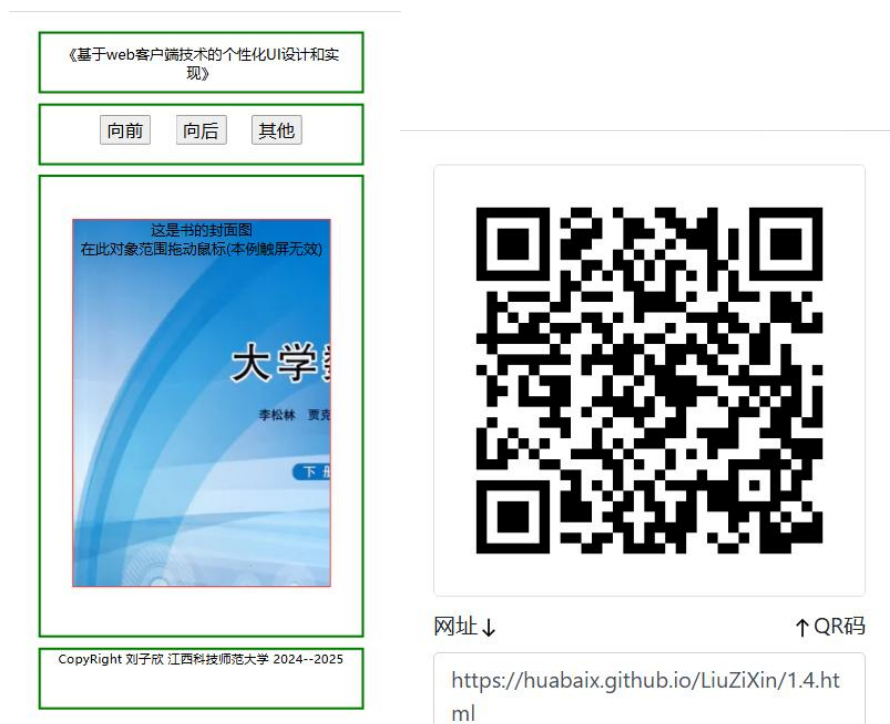 《基于web客户端技术的个性化UI设计和实
现》
向前 向后 其他
这是书的封面图
在此对象范围拖动鼠标(本例触屏无效)
大学
李松林 贾克
下册
CopyRight 刘子欣 江西科技师范大学 2024--2025
网址↓ ↑QR码
https://huabaix.github.io/LiuZiXin/1.4.ht
ml